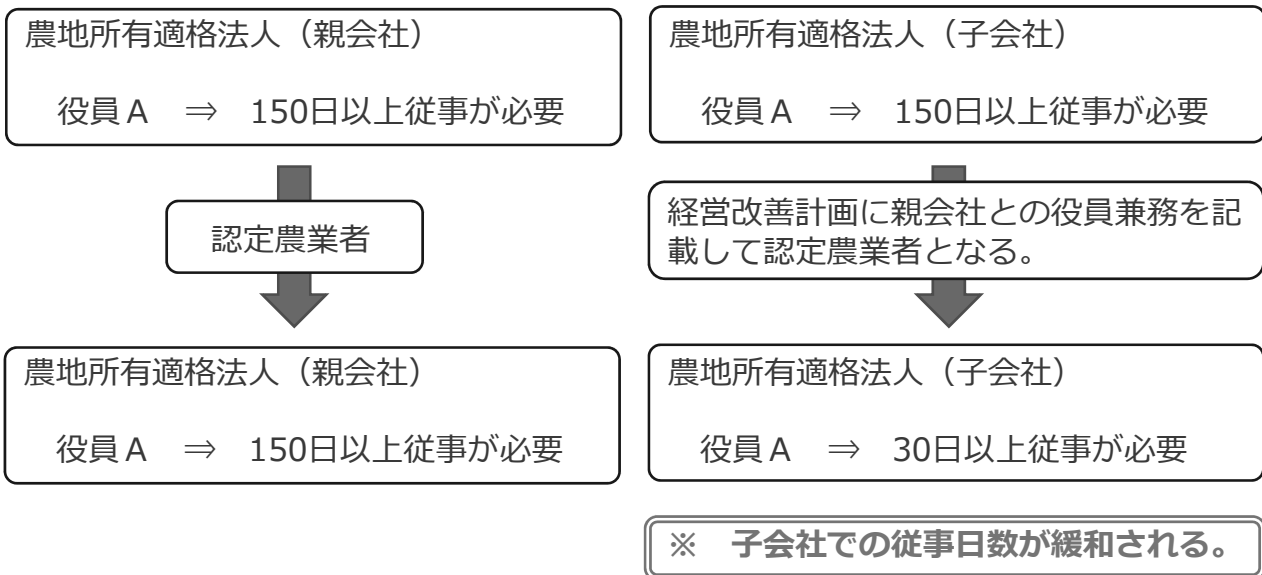 農地所有適格法人（親会社）
役員Ａ　⇒　150日以上従事が必要
農地所有適格法人（子会社）
役員Ａ　⇒　150日以上従事が必要
認定農業者
経営改善計画に親会社との役員兼務を記
載して認定農業者となる。
農地所有適格法人（親会社）
役員Ａ　⇒　150日以上従事が必要
農地所有適格法人（子会社）
役員Ａ　⇒　30日以上従事が必要
※　子会社での従事日数が緩和される。